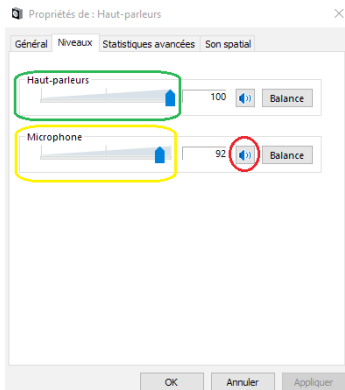 Propriétés de : Haut-parleurs
Général Niveaux Statistiques avancées Son spatial
Haut-parleurs
100 Balance
Microphone
92 Balance
OK Annuler Appliquer